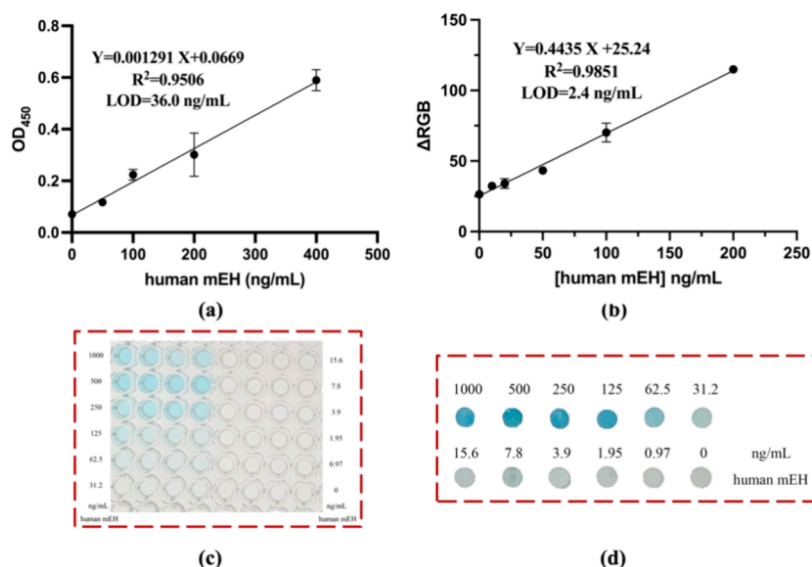 Y=0.001291 X+0.0669
R²=0.9506
LOD=36.0 ng/mL
OD₄₅₀
0.8
0.6
0.4
0.2
0.0
0 100 200 300 400 500
human mEH (ng/mL)
(a)
Y=0.4435 X +25.24
R²=0.9851
LOD=2.4 ng/mL
ΔRGB
150
100
50
0
0 50 100 150 200 250
[human mEH] ng/mL
(b)
1000
500
250
125
62.5
31.2
ng/mL
human mEH
15.6
7.8
3.9
1.95
0.97
0
ng/mL
human mEH
(c)
1000 500 250 125 62.5 31.2
15.6 7.8 3.9 1.95 0.97 0 ng/mL
human mEH
(d)